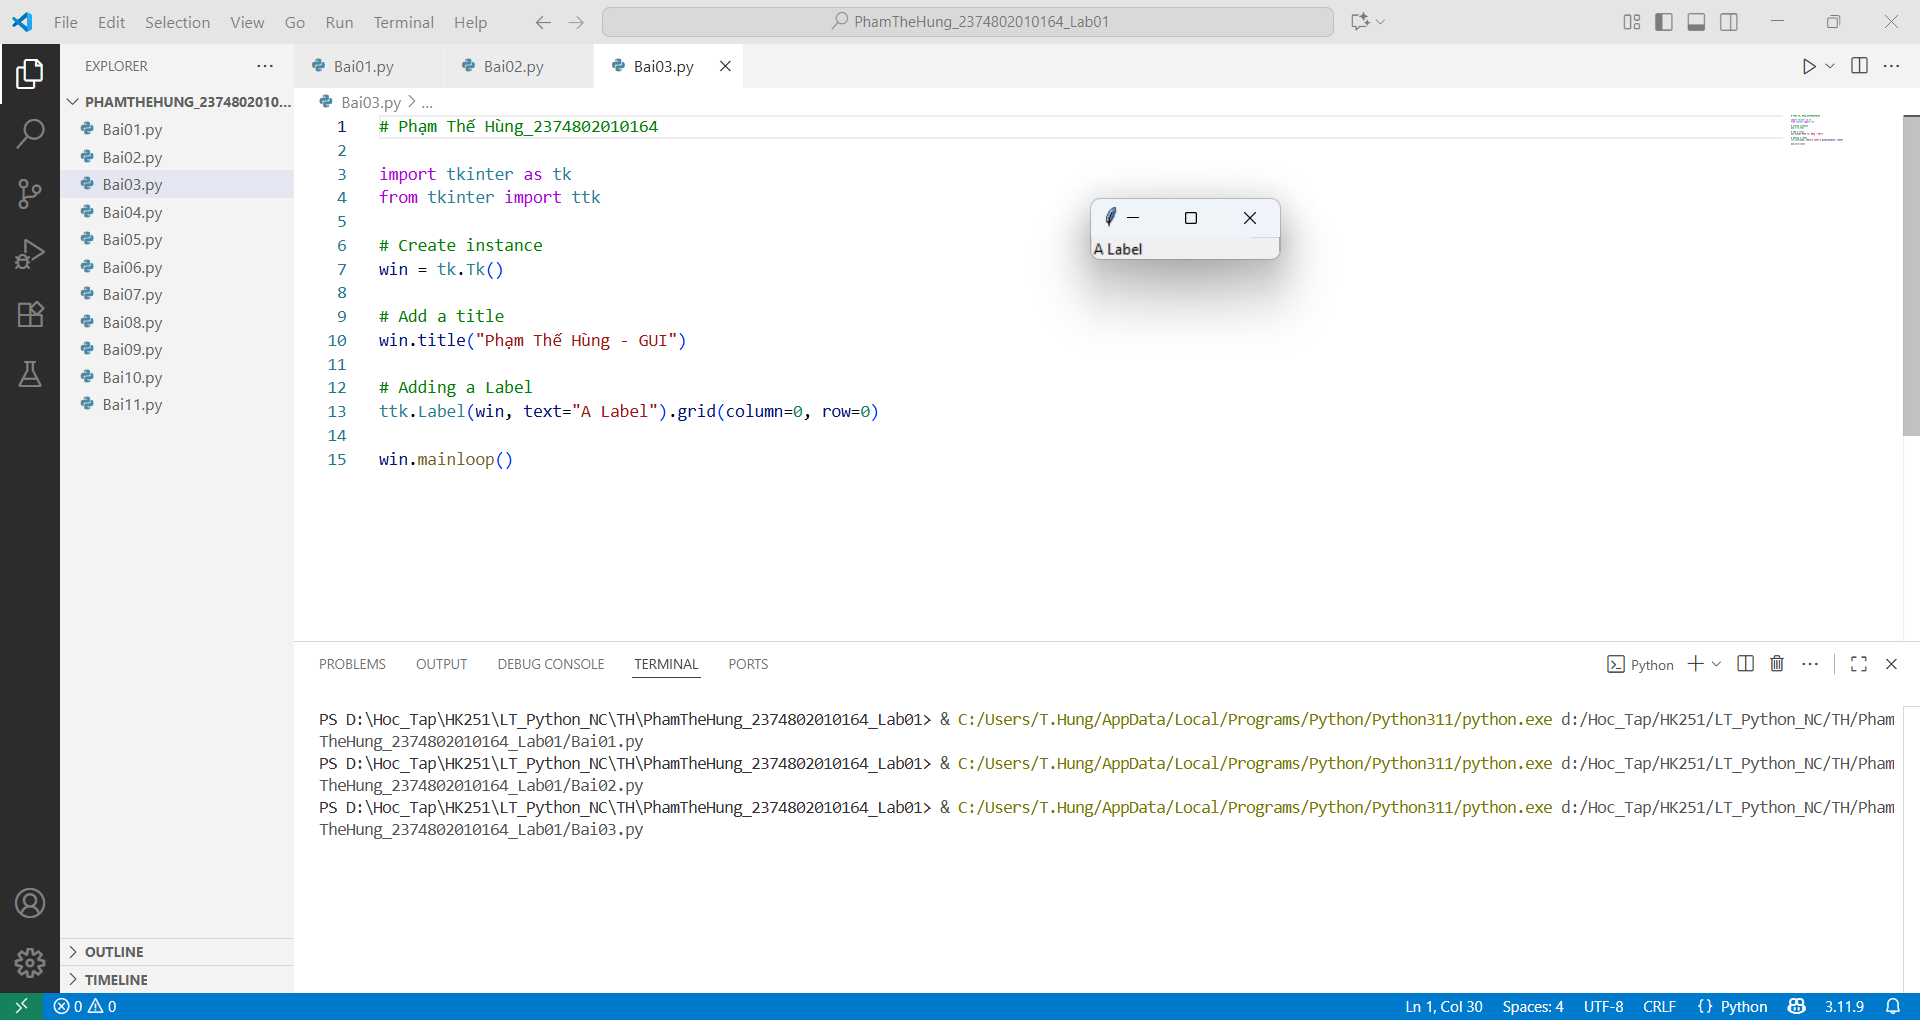 File Edit Selection View Go Run Terminal Help
PhamTheHung_2374802010164_Lab01
EXPLORER
PHAMTHEHUNG_2374802010...
Bai01.py
Bai02.py
Bai03.py
Bai04.py
Bai05.py
Bai06.py
Bai07.py
Bai08.py
Bai09.py
Bai10.py
Bai11.py
OUTLINE
TIMELINE
Bai01.py Bai02.py Bai03.py
Bai03.py > ...
1 # Phạm Thế Hùng_2374802010164
2
3 import tkinter as tk
4 from tkinter import ttk
5
6 # Create instance
7 win = tk.Tk()
8
9 # Add a title
10 win.title("Phạm Thế Hùng - GUI")
11
12 # Adding a Label
13 ttk.Label(win, text="A Label").grid(column=0, row=0)
14
15 win.mainloop()
A Label
PROBLEMS OUTPUT DEBUG CONSOLE TERMINAL PORTS
Python
PS D:\Hoc_Tap\HK251\LT_Python_NC\TH\PhamTheHung_2374802010164_Lab01> & C:/Users/T.Hung/AppData/Local/Programs/Python/Python311/python.exe d:/Hoc_Tap/HK251/LT_Python_NC/TH/Pham
TheHung_2374802010164_Lab01/Bai01.py
PS D:\Hoc_Tap\HK251\LT_Python_NC\TH\PhamTheHung_2374802010164_Lab01> & C:/Users/T.Hung/AppData/Local/Programs/Python/Python311/python.exe d:/Hoc_Tap/HK251/LT_Python_NC/TH/Pham
TheHung_2374802010164_Lab01/Bai02.py
PS D:\Hoc_Tap\HK251\LT_Python_NC\TH\PhamTheHung_2374802010164_Lab01> & C:/Users/T.Hung/AppData/Local/Programs/Python/Python311/python.exe d:/Hoc_Tap/HK251/LT_Python_NC/TH/Pham
TheHung_2374802010164_Lab01/Bai03.py
0 0
Ln 1, Col 30 Spaces: 4 UTF-8 CRLF {} Python 3.11.9